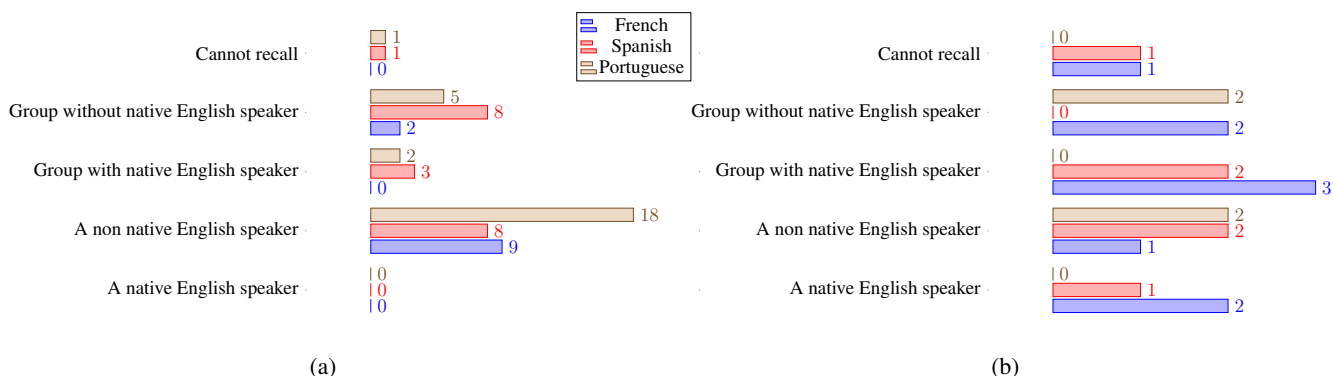 French
Spanish
Portuguese
Cannot recall
1
1
0
Group without native English speaker
5
8
2
Group with native English speaker
2
3
0
A non native English speaker
18
8
9
A native English speaker
0
0
0
(a)
Cannot recall
0
1
1
Group without native English speaker
2
0
2
Group with native English speaker
0
2
3
A non native English speaker
2
2
1
A native English speaker
0
1
2
(b)